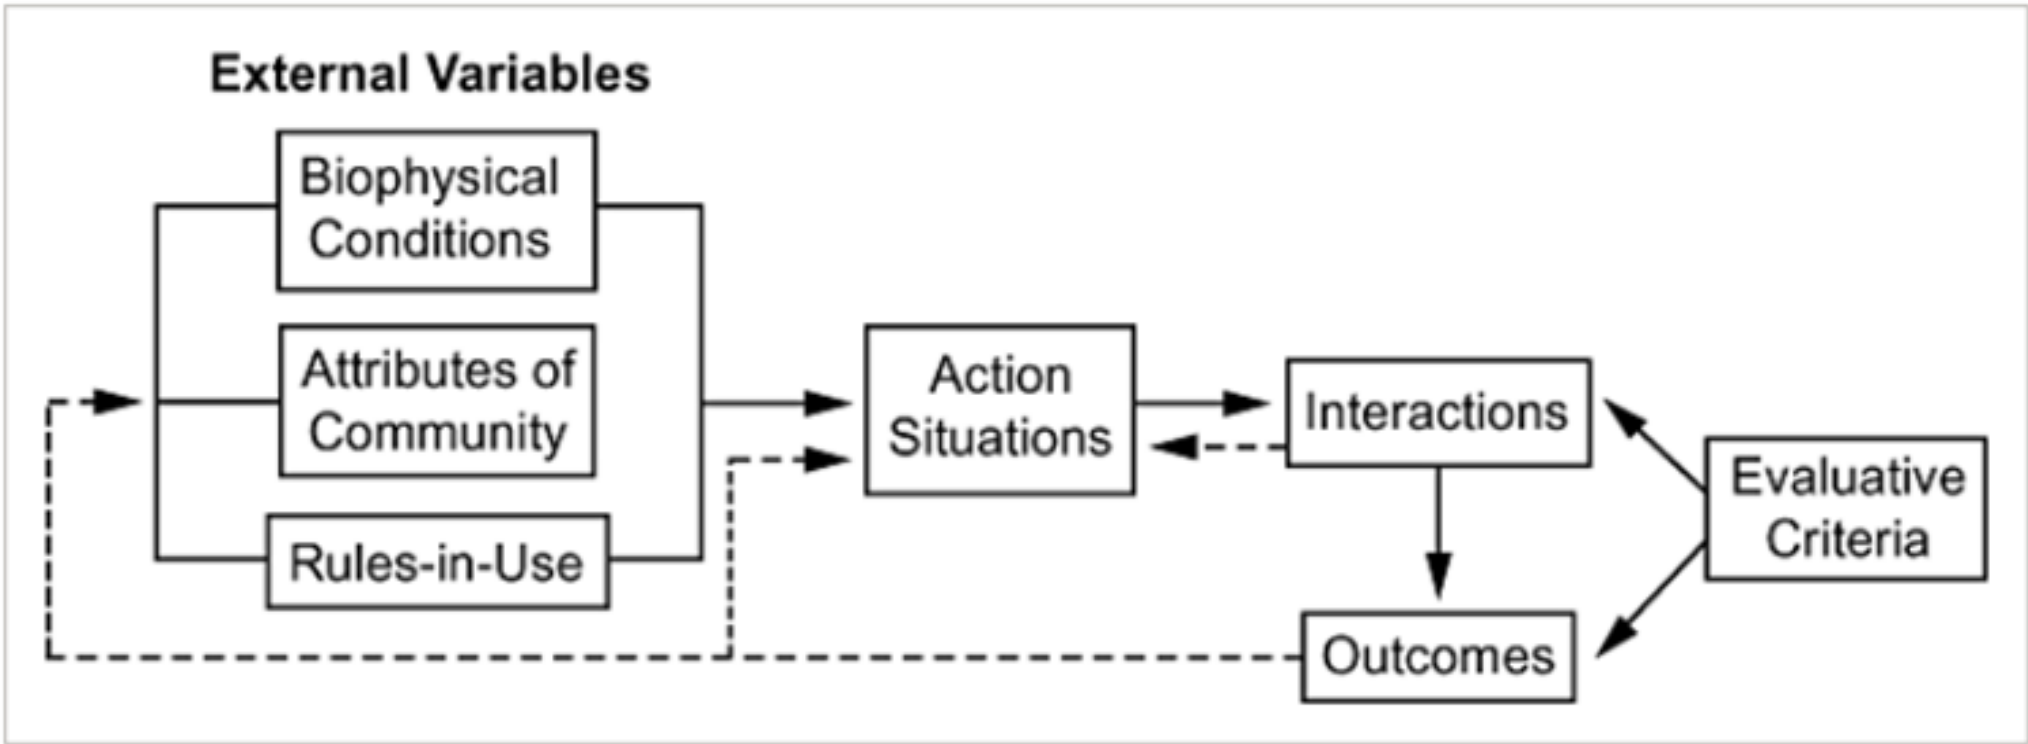 External Variables
Biophysical
Conditions
Attributes of
Community
Rules-in-Use
Action
Situations
Interactions
Outcomes
Evaluative
Criteria